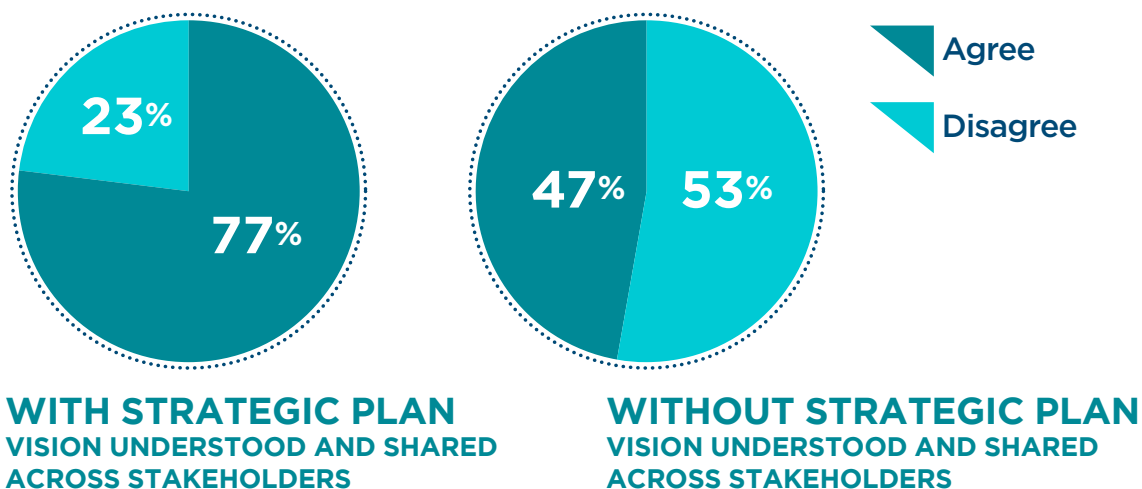 23%
77%
47%
53%
Agree
Disagree
WITH STRATEGIC PLAN
VISION UNDERSTOOD AND SHARED
ACROSS STAKEHOLDERS
WITHOUT STRATEGIC PLAN
VISION UNDERSTOOD AND SHARED
ACROSS STAKEHOLDERS